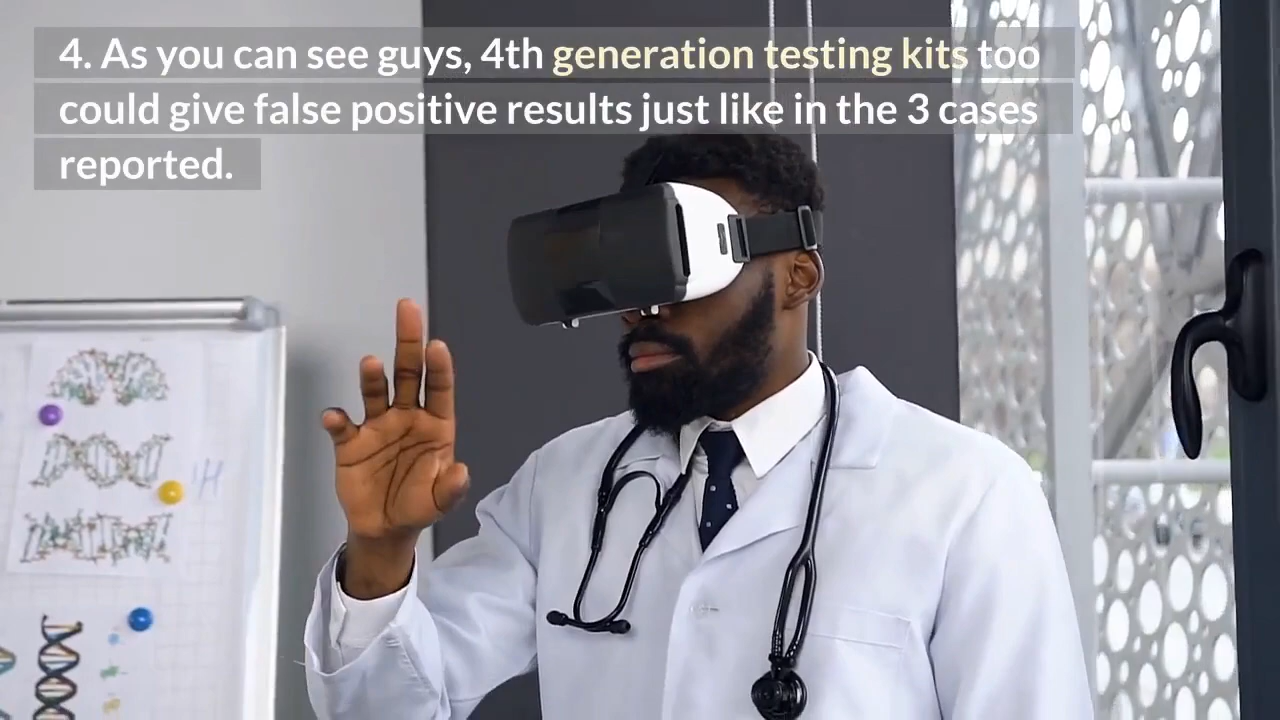 4. As you can see guys, 4th generation testing kits too
could give false positive results just like in the 3 cases
reported.